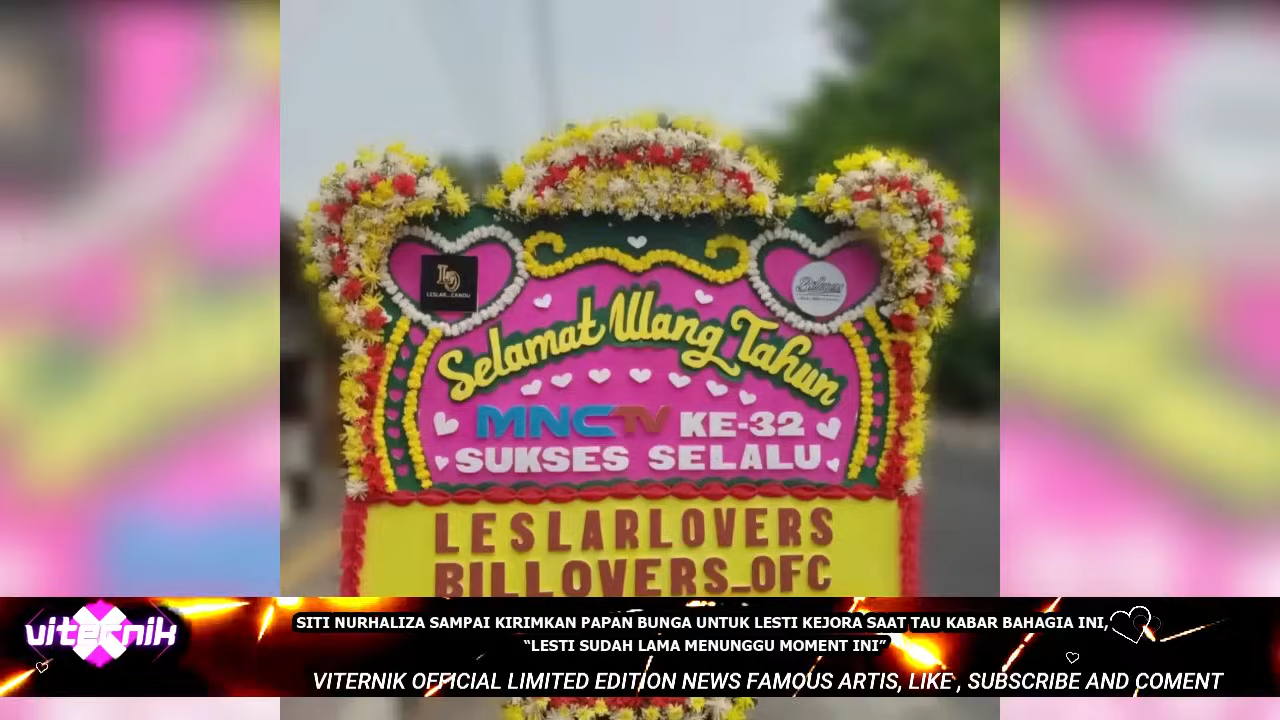 LESLAR_CANDU
Selamat Ulang Tahun
MNCTV KE-32
SUKSES SELALU
LESLARLOVERS
BILLOVERS_OFC
viternik
SITI NURHALIZA SAMPAI KIRIMKAN PAPAN BUNGA UNTUK LESTI KEJORA SAAT TAU KABAR BAHAGIA INI,
“LESTI SUDAH LAMA MENUNGGU MOMENT INI”
VITERNIK OFFICIAL LIMITED EDITION NEWS FAMOUS ARTIS, LIKE , SUBSCRIBE AND COMENT